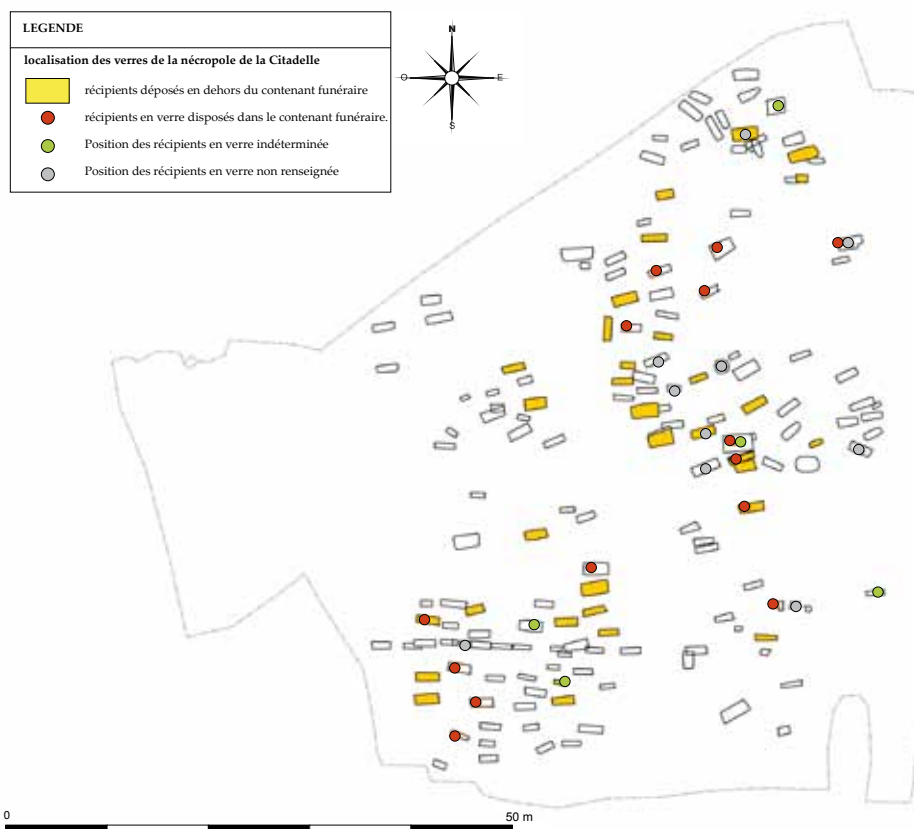 LEGENDE
localisation des verres de la nécropole de la Citadelle
récipients déposés en dehors du contenant funéraire
récipients en verre disposés dans le contenant funéraire.
Position des récipients en verre indéterminée
Position des récipients en verre non renseignée
N
O E
S
0 50 m